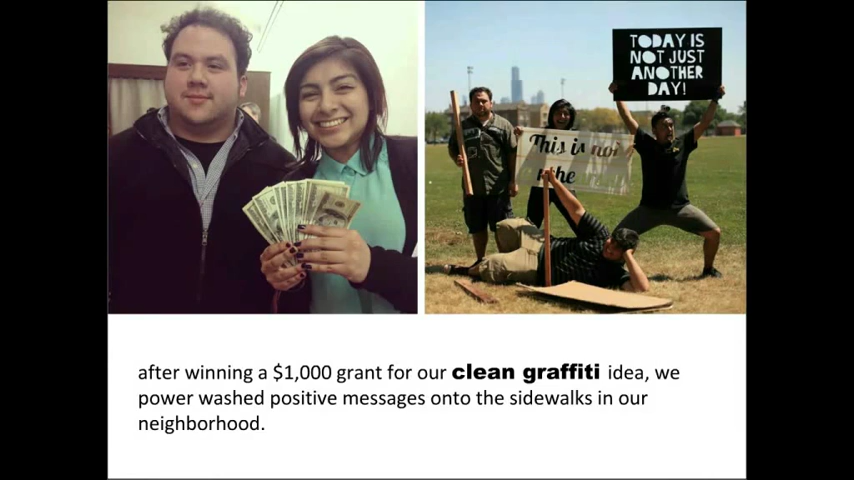 TODAY IS
NOT JUST
ANOTHER
DAY!
This is not
the
after winning a $1,000 grant for our clean graffiti idea, we
power washed positive messages onto the sidewalks in our
neighborhood.